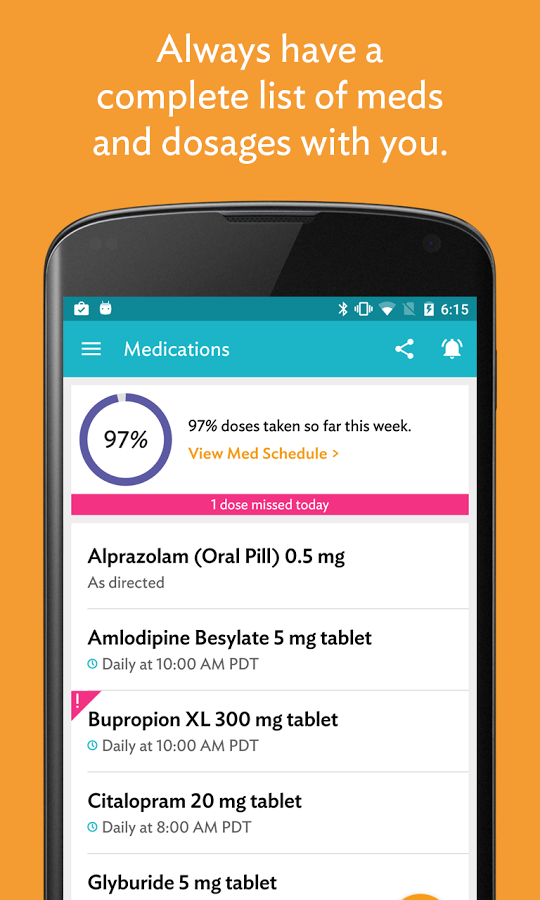 Always have a
complete list of meds
and dosages with you.
6:15
Medications
97%
97% doses taken so far this week.
View Med Schedule >
1 dose missed today
Alprazolam (Oral Pill) 0.5 mg
As directed
Amlodipine Besylate 5 mg tablet
Daily at 10:00 AM PDT
!
Bupropion XL 300 mg tablet
Daily at 10:00 AM PDT
Citalopram 20 mg tablet
Daily at 8:00 AM PDT
Glyburide 5 mg tablet